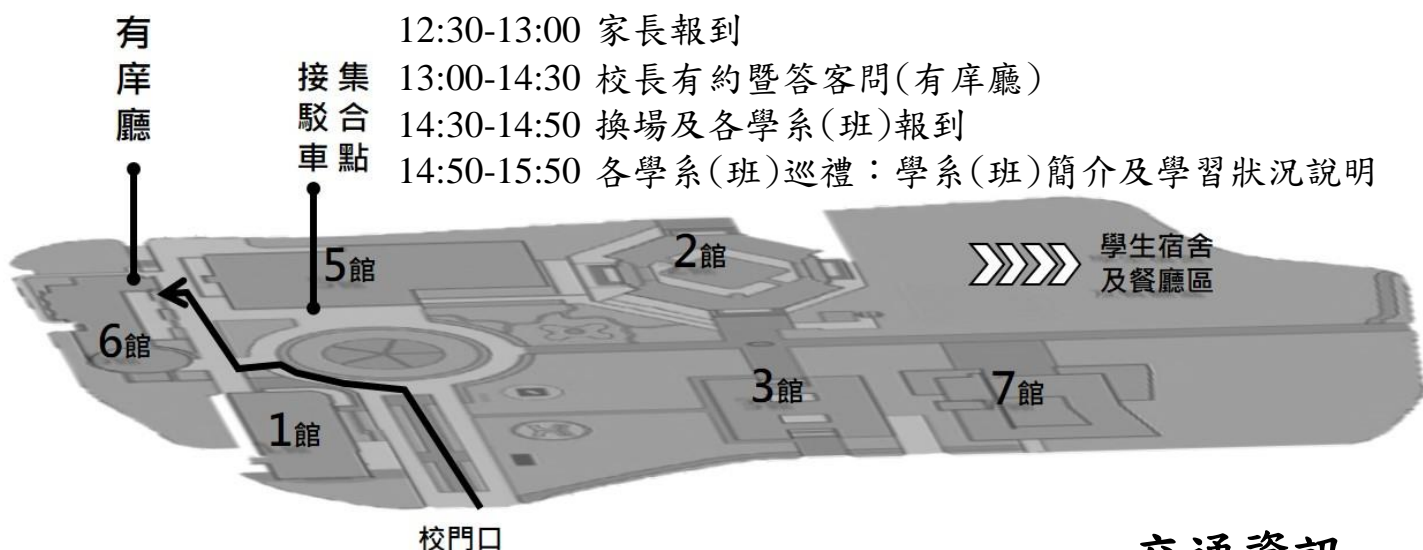 有庠廳
接駁車
集合點
12:30-13:00 家長報到
13:00-14:30 校長有約暨答客問(有庠廳)
14:30-14:50 換場及各學系(班)報到
14:50-15:50 各學系(班)巡禮：學系(班)簡介及學習狀況說明
5館
2館
學生宿舍
及餐廳區
6館
3館
7館
1館
校門口
交通資訊